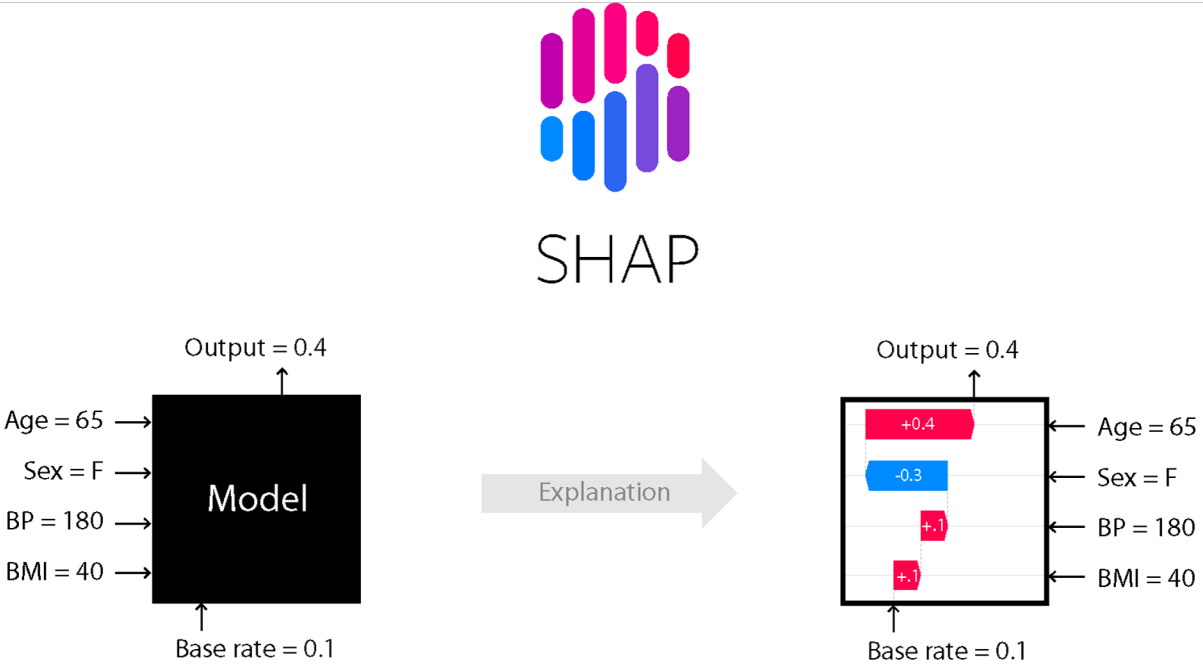 SHAP
Output = 0.4
Age = 65
Sex = F
BP = 180
BMI = 40
Model
Base rate = 0.1
Explanation
Output = 0.4
+0.4
Age = 65
-0.3
Sex = F
+.1
BP = 180
+.1
BMI = 40
Base rate = 0.1